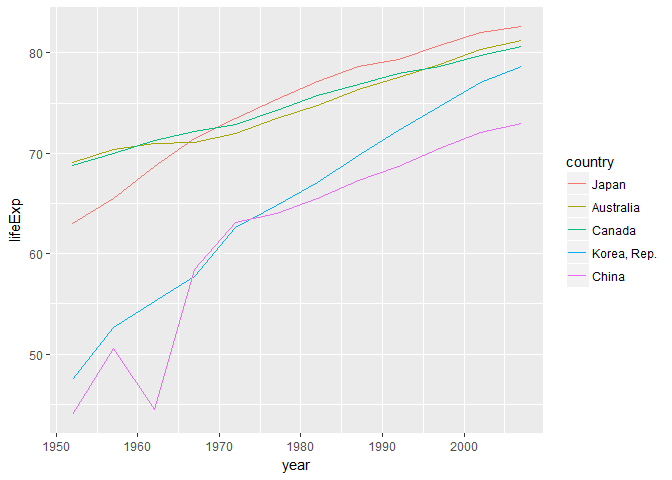 80
70
60
50
lifeExp
1950
1960
1970
1980
1990
2000
year
country
Japan
Australia
Canada
Korea, Rep.
China